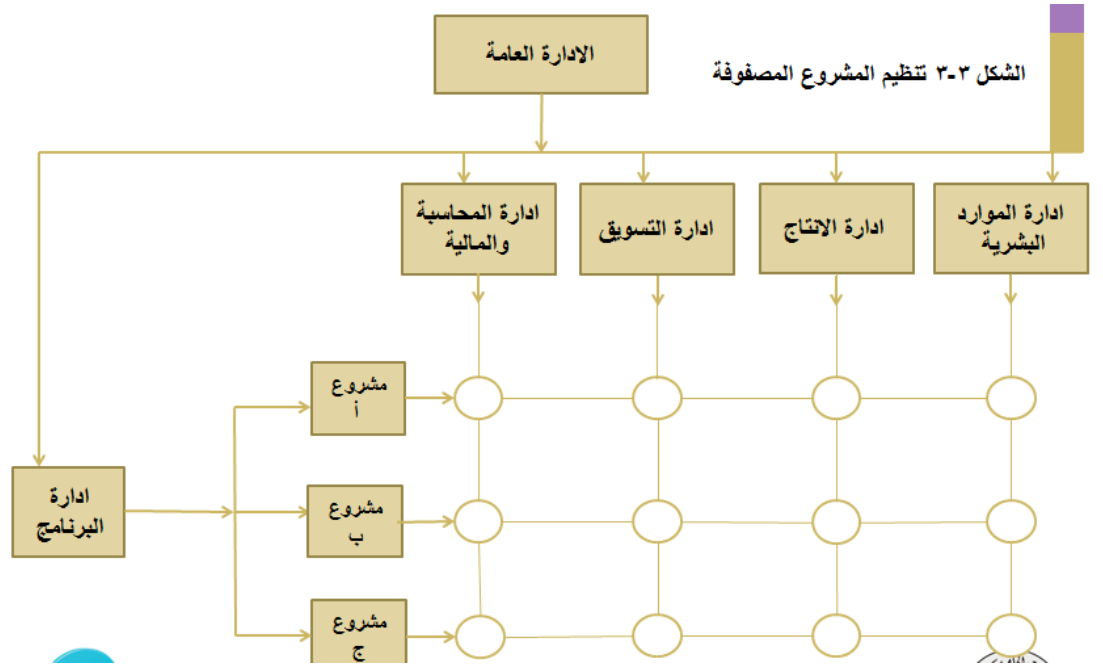 الادارة العامة
الشكل ٣-٣ تنظيم المشروع المصفوفة
ادارة الموارد
البشرية
ادارة الانتاج
ادارة التسويق
ادارة المحاسبة
والمالية
مشروع
أ
مشروع
ب
مشروع
ج
ادارة
البرنامج